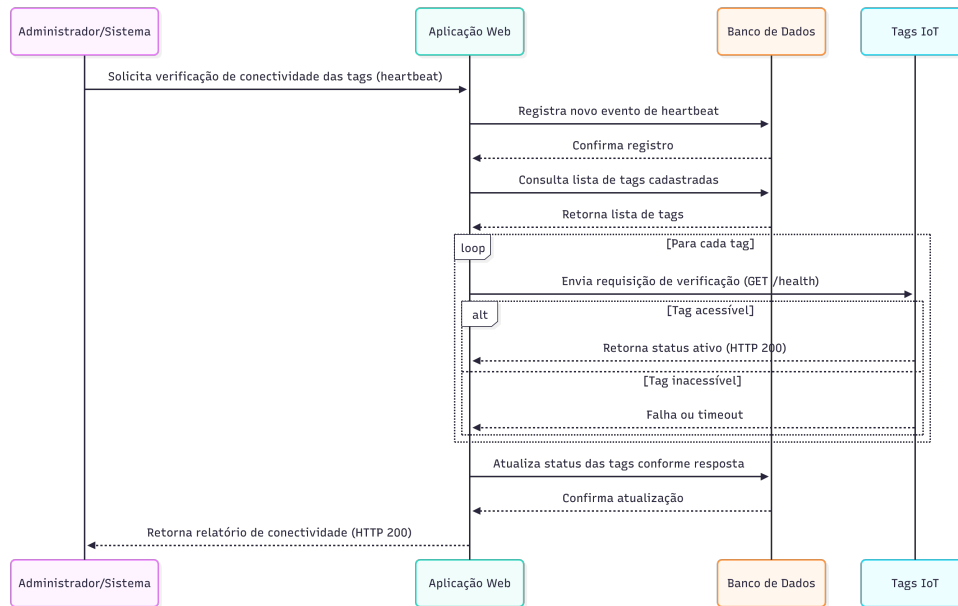 Administrador/Sistema
Aplicação Web
Banco de Dados
Tags IoT
Solicita verificação de conectividade das tags (heartbeat)
Registra novo evento de heartbeat
Confirma registro
Consulta lista de tags cadastradas
Retorna lista de tags
loop
[Para cada tag]
Envia requisição de verificação (GET /health)
alt
[Tag acessível]
Retorna status ativo (HTTP 200)
[Tag inacessível]
Falha ou timeout
Atualiza status das tags conforme resposta
Confirma atualização
Retorna relatório de conectividade (HTTP 200)
Administrador/Sistema
Aplicação Web
Banco de Dados
Tags IoT